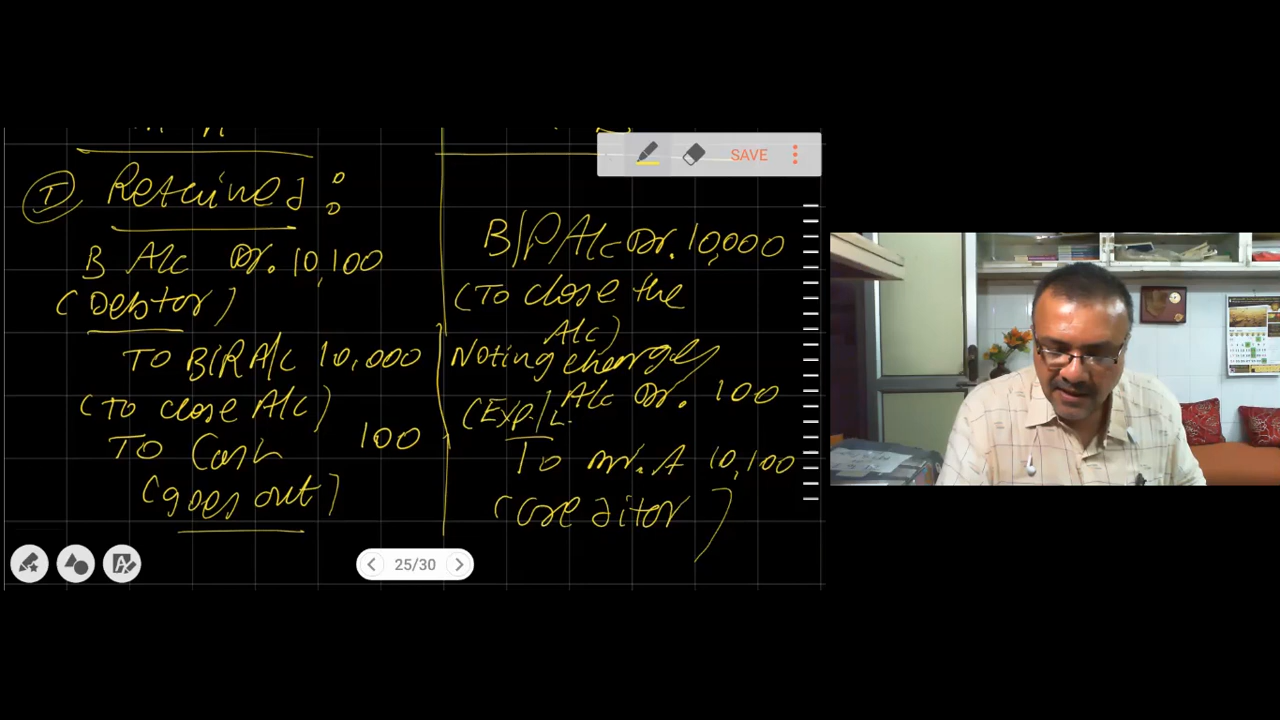 SAVE
I Retained:
B A/c Dr. 10,100
(Debtor)
To B/R A/c 10,000
(To close A/c)
To Cash 100
(goes out)
B/P A/c Dr. 10,000
(To close the
A/c)
Noting charges
A/c Dr. 100
(Exp./L.
To Mr. A 10,100
(Creditor)
25/30